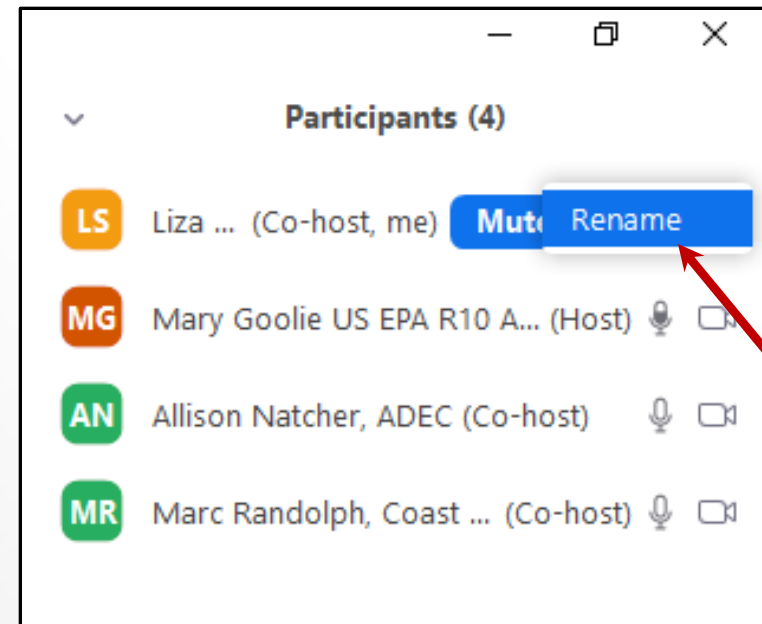 Participants (4)
LS Liza ... (Co-host, me) Mute Rename
MG Mary Goolie US EPA R10 A... (Host)
AN Allison Natcher, ADEC (Co-host)
MR Marc Randolph, Coast ... (Co-host)